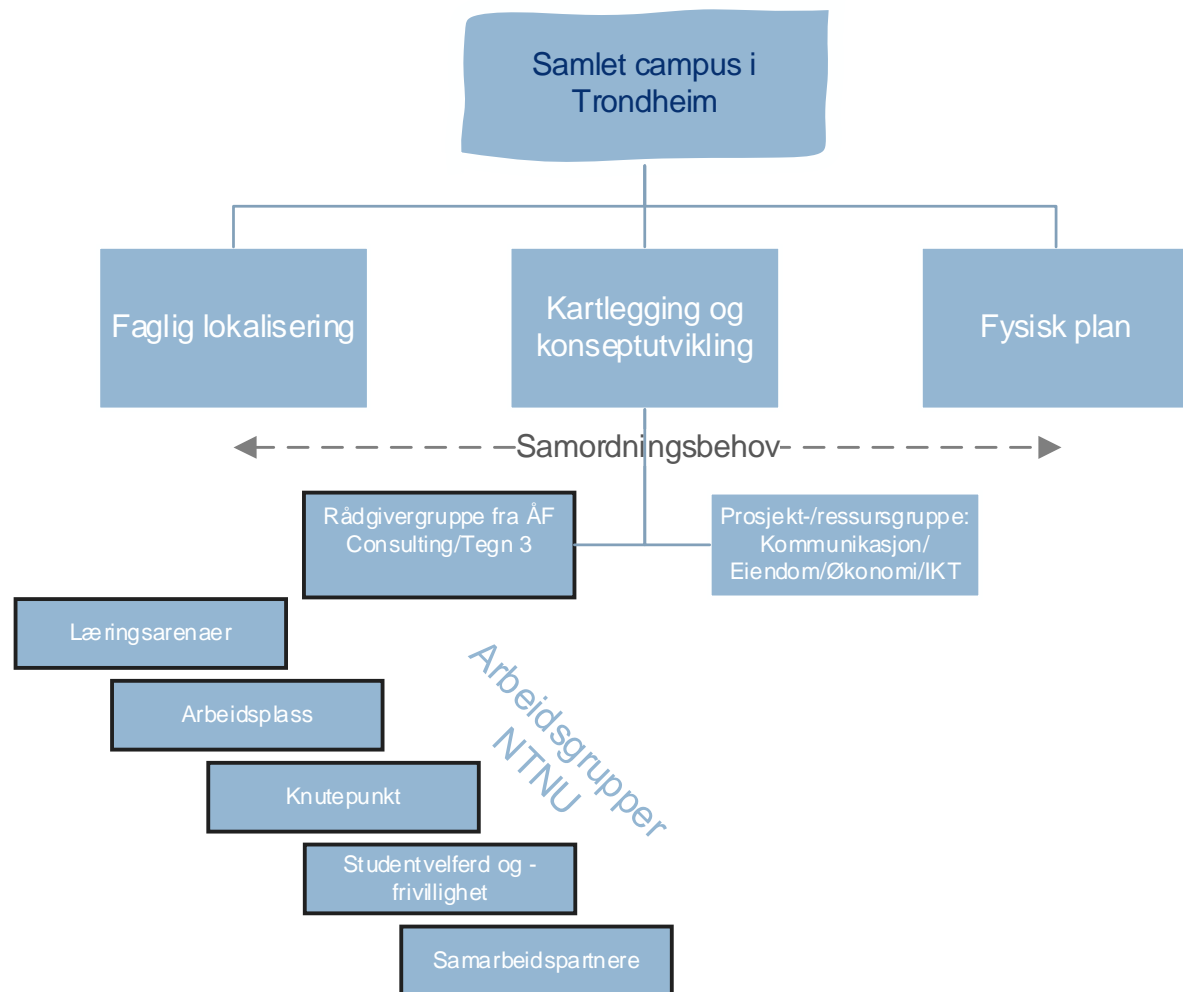 Samlet campus i
Trondheim
Faglig lokalisering
Kartlegging og
konseptutvikling
Fysisk plan
Samordningsbehov
Rådgivergruppe fra ÅF
Consulting/Tegn 3
Prosjekt-/ressursgruppe:
Kommunikasjon/
Eiendom/Økonomi/IKT
Læringsarenaer
Arbeidsplass
Knutepunkt
Studentvelferd og -
frivillighet
Samarbeidspartnere
Arbeidsgrupper
NTNU